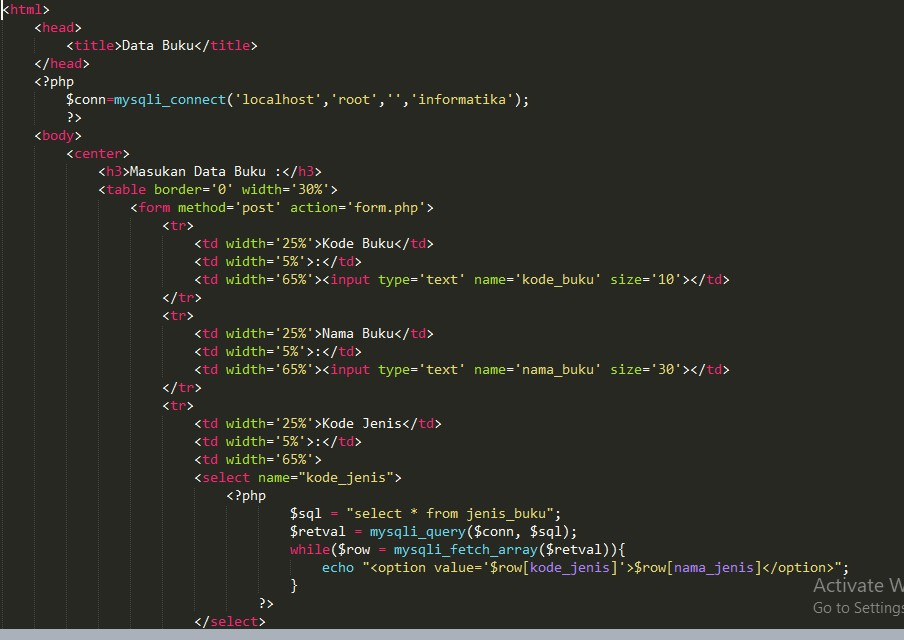 <html>
<head>
<title>Data Buku</title>
</head>
<?php
$conn=mysqli_connect('localhost','root','','informatika');
?>
<body>
<center>
<h3>Masukan Data Buku :</h3>
<table border='0' width='30%'>
<form method='post' action='form.php'>
<tr>
<td width='25%'>Kode Buku</td>
<td width='5%'>:</td>
<td width='65%'><input type='text' name='kode_buku' size='10'></td>
</tr>
<tr>
<td width='25%'>Nama Buku</td>
<td width='5%'>:</td>
<td width='65%'><input type='text' name='nama_buku' size='30'></td>
</tr>
<tr>
<td width='25%'>Kode Jenis</td>
<td width='5%'>:</td>
<td width='65%'>
<select name="kode_jenis">
<?php
$sql = "select * from jenis_buku";
$retval = mysqli_query($conn, $sql);
while($row = mysqli_fetch_array($retval)){
echo "<option value='$row[kode_jenis]'>$row[nama_jenis]</option>";
}
?>
</select>
Activate W
Go to Settings